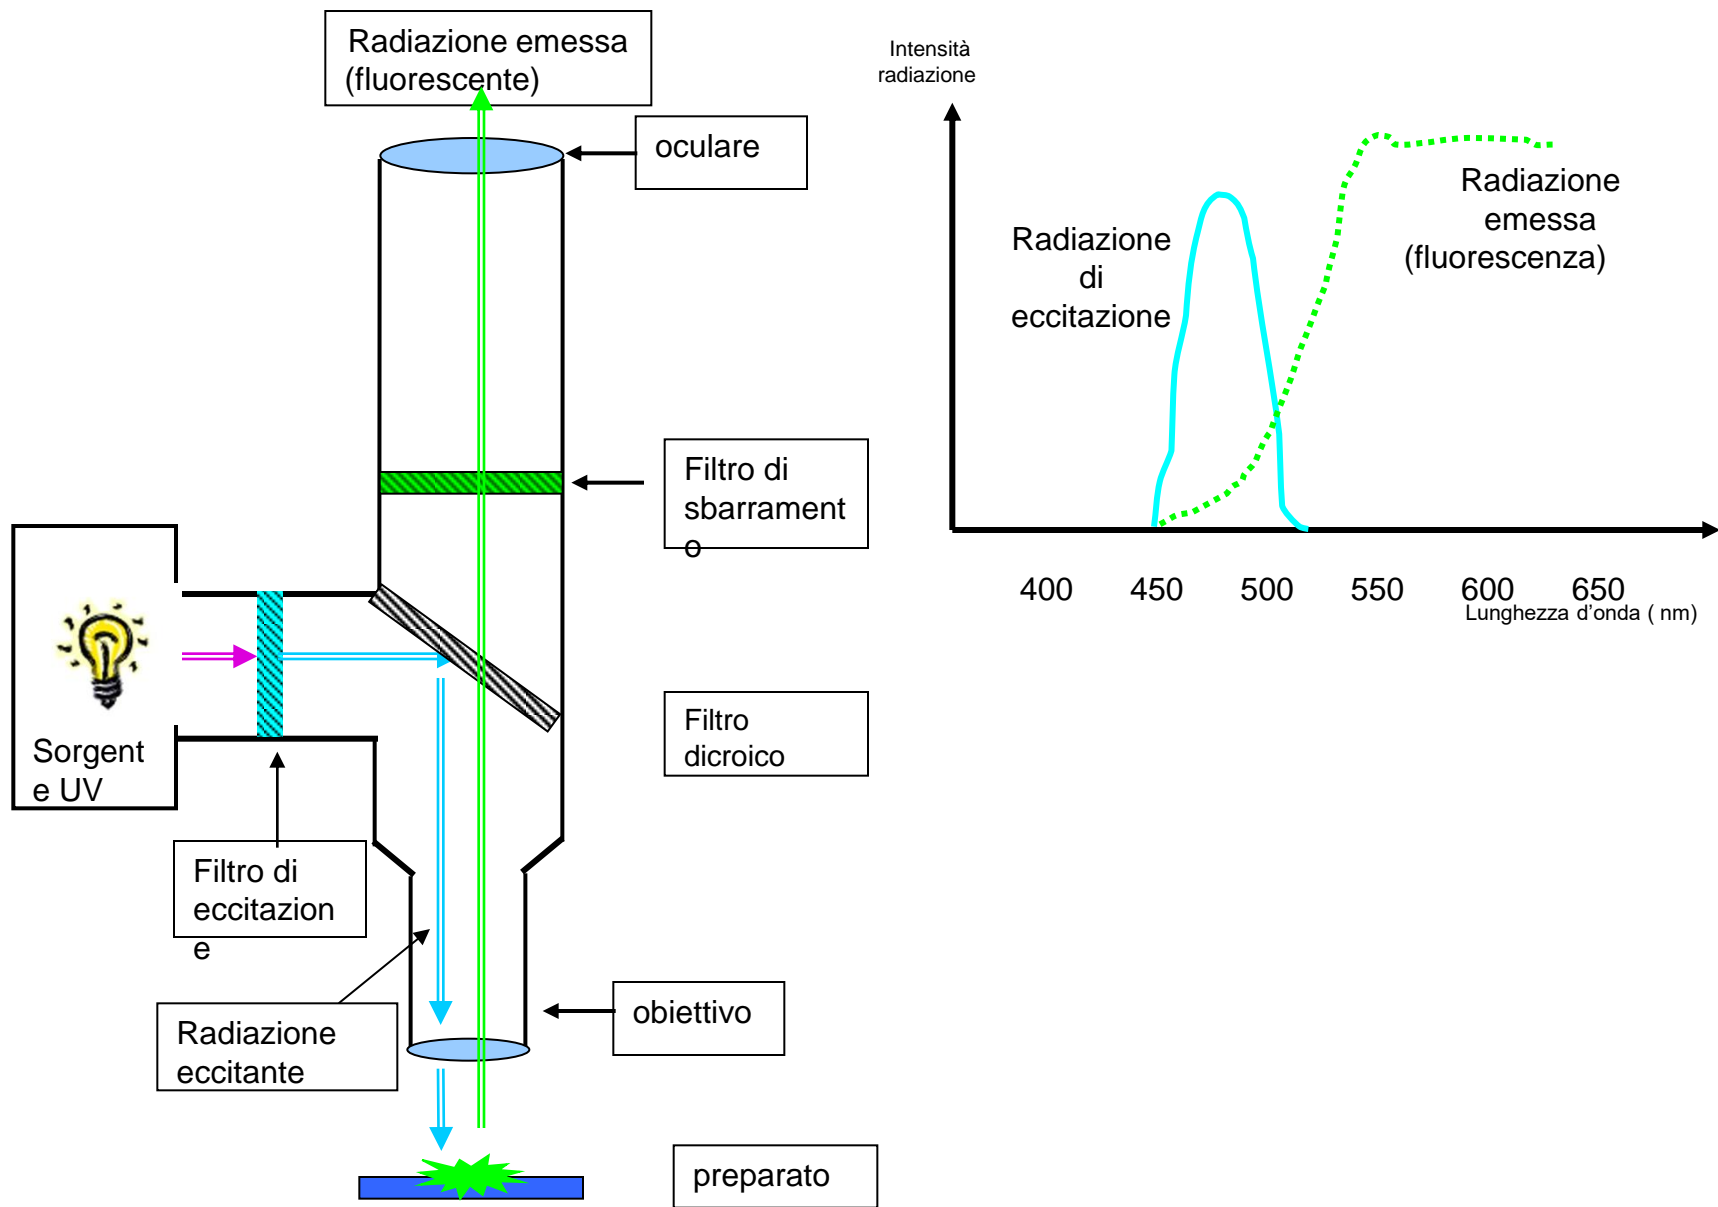 Radiazione emessa
(fluorescente)
oculare
Filtro di
sbarrament
o
Sorgent
e UV
Filtro
dicroico
Filtro di
eccitazion
e
Radiazione
eccitante
obiettivo
preparato
Intensità
radiazione
Radiazione
di
eccitazione
Radiazione
emessa
(fluorescenza)
400 450 500 550 600 650
Lunghezza d'onda ( nm)